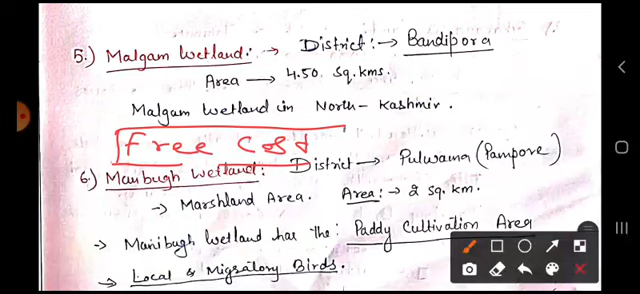 5.) Malgam Wetland :→ District :→ Bandipora
Area → 4.50 Sq.kms.
Malgam Wetland in North-Kashmir.
Free Cost
6.) Manibugh Wetland: District → Pulwama (Pampore)
→ Marshland Area. Area :→ 2 sq.km.
→ Manibugh Wetland has the: Paddy Cultivation Area
→ Local & Migratory Birds.